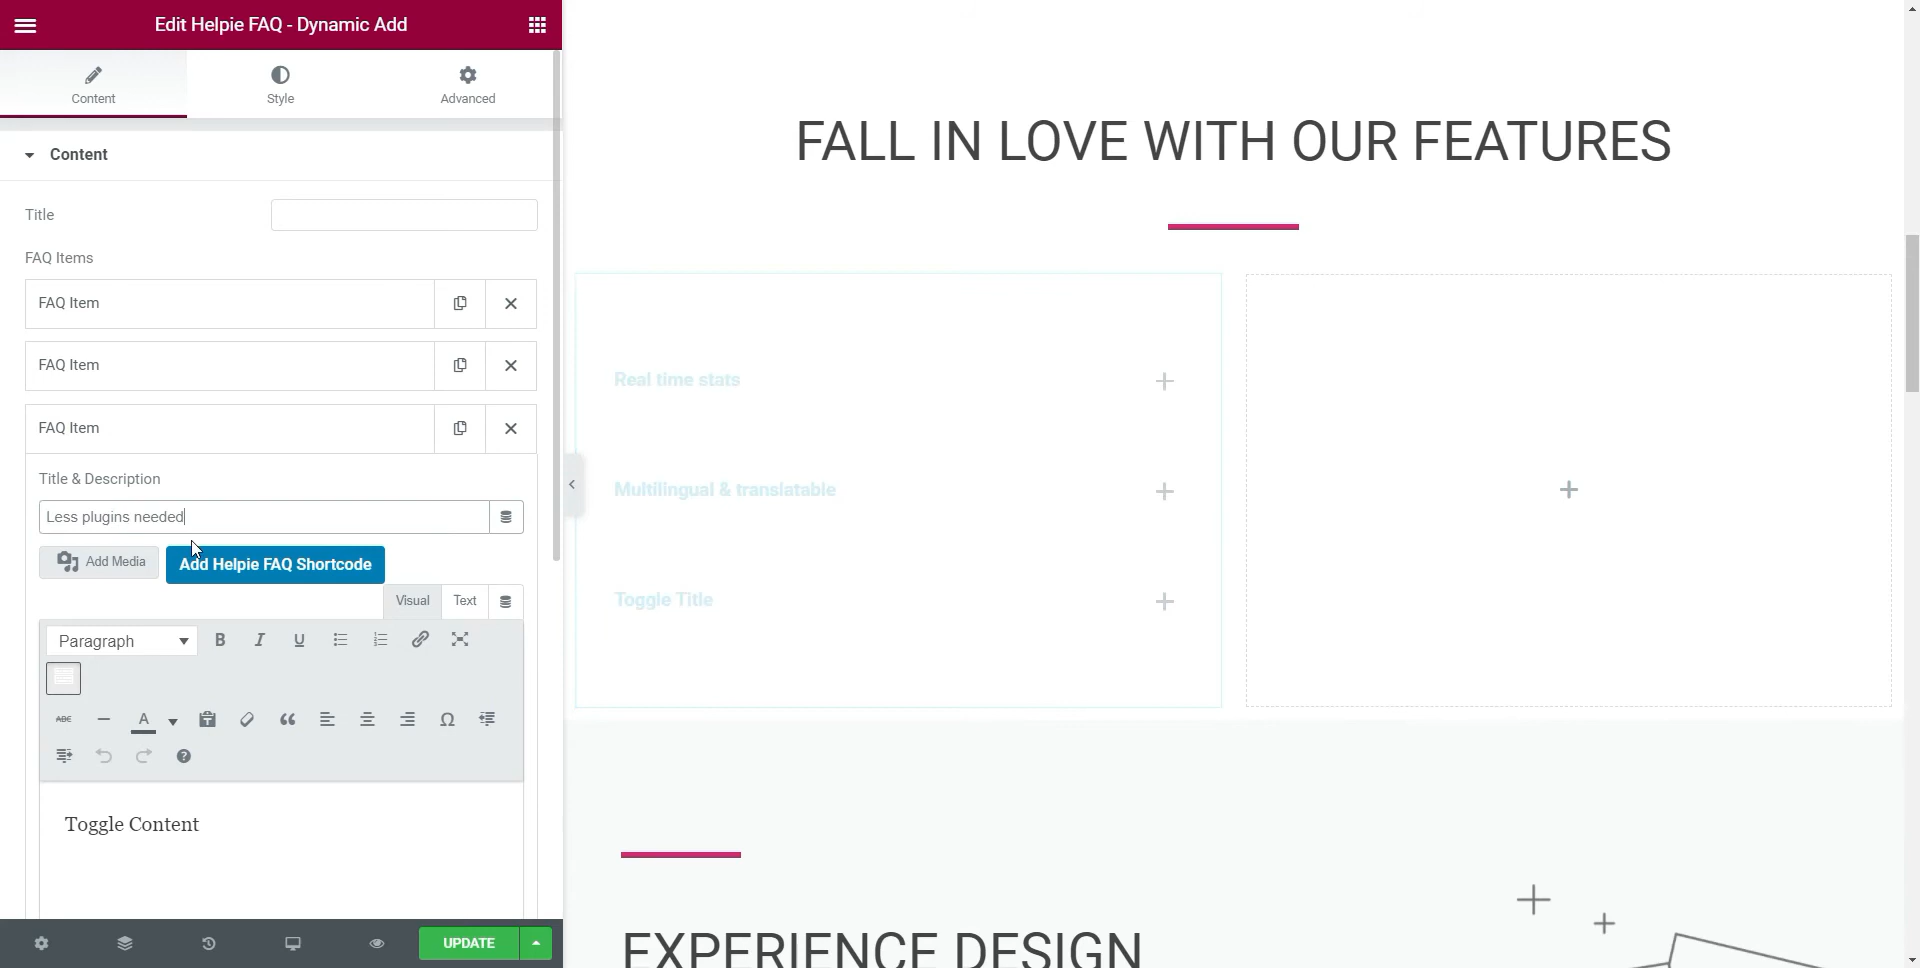 Edit Helpie FAQ - Dynamic Add
Content
Style
Advanced
Content
Title
FAQ Items
FAQ Item
FAQ Item
FAQ Item
Title & Description
Less plugins needed
Add Media
Add Helpie FAQ Shortcode
Visual
Text
Paragraph
B
I
U
ABC
A
Ω
Toggle Content
UPDATE
FALL IN LOVE WITH OUR FEATURES
Real time stats
Multilingual & translatable
Toggle Title
EXPERIENCE DESIGN